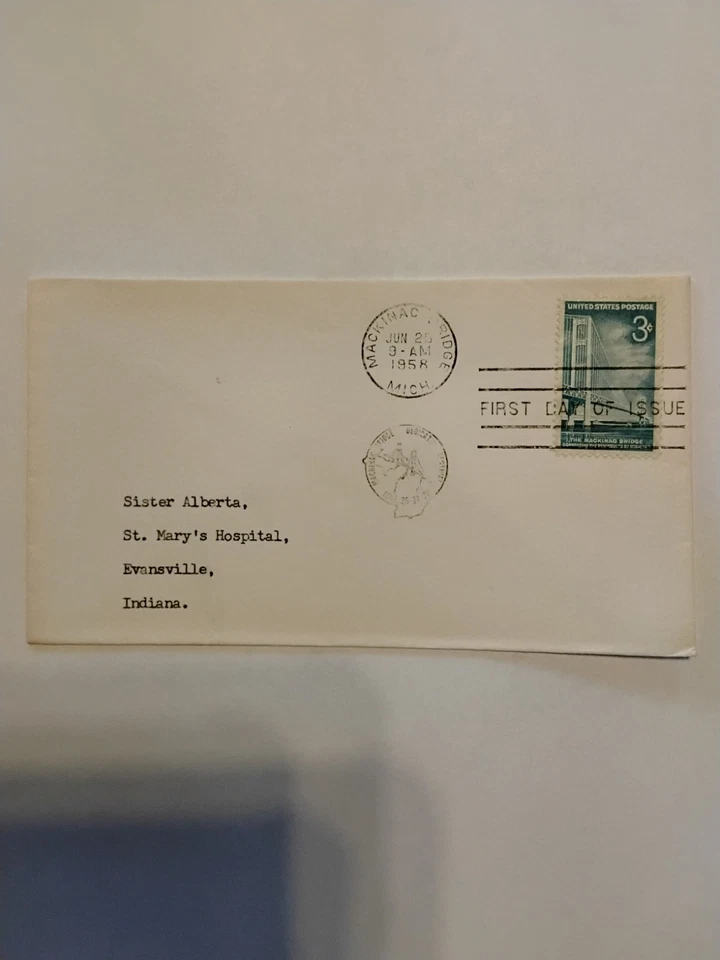 MACKINAC BRIDGE
JUN 25
9-AM
1958
MICH.
UNITED STATES POSTAGE
3¢
FIRST DAY OF ISSUE
THE MACKINAC BRIDGE
Sister Alberta,
St. Mary's Hospital,
Evansville,
Indiana.